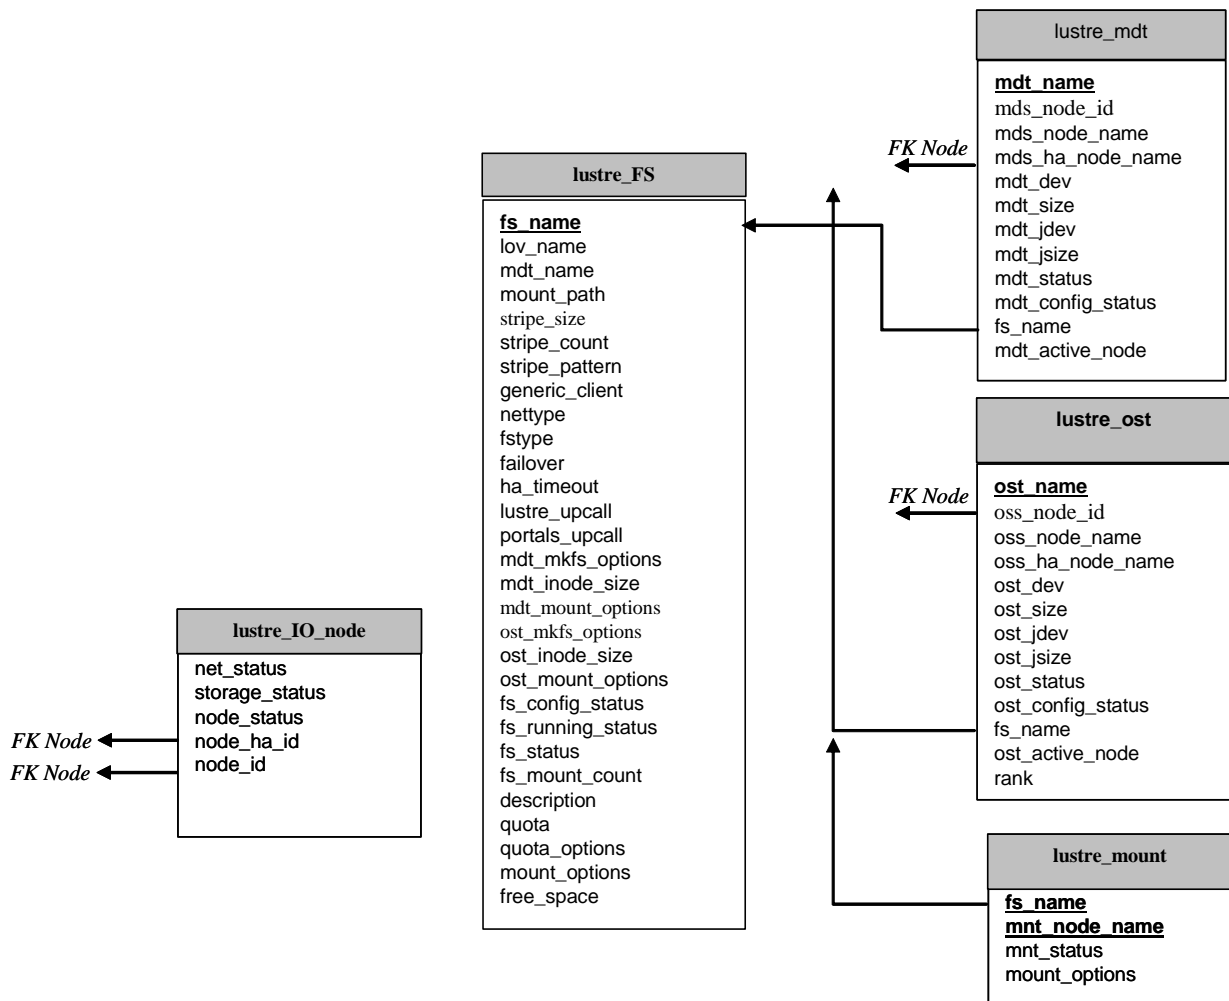 lustre_mdt
mdt_name
mds_node_id
mds_node_name
mds_ha_node_name
mdt_dev
mdt_size
mdt_jdev
mdt_jsize
mdt_status
mdt_config_status
fs_name
mdt_active_node
FK Node
lustre_FS
fs_name
lov_name
mdt_name
mount_path
stripe_size
stripe_count
stripe_pattern
generic_client
nettype
fstype
failover
ha_timeout
lustre_upcall
portals_upcall
mdt_mkfs_options
mdt_inode_size
mdt_mount_options
ost_mkfs_options
ost_inode_size
ost_mount_options
fs_config_status
fs_running_status
fs_status
fs_mount_count
description
quota
quota_options
mount_options
free_space
lustre_ost
FK Node
ost_name
oss_node_id
oss_node_name
oss_ha_node_name
ost_dev
ost_size
ost_jdev
ost_jsize
ost_status
ost_config_status
fs_name
ost_active_node
rank
lustre_IO_node
net_status
storage_status
node_status
node_ha_id
node_id
FK Node
FK Node
lustre_mount
fs_name
mnt_node_name
mnt_status
mount_options